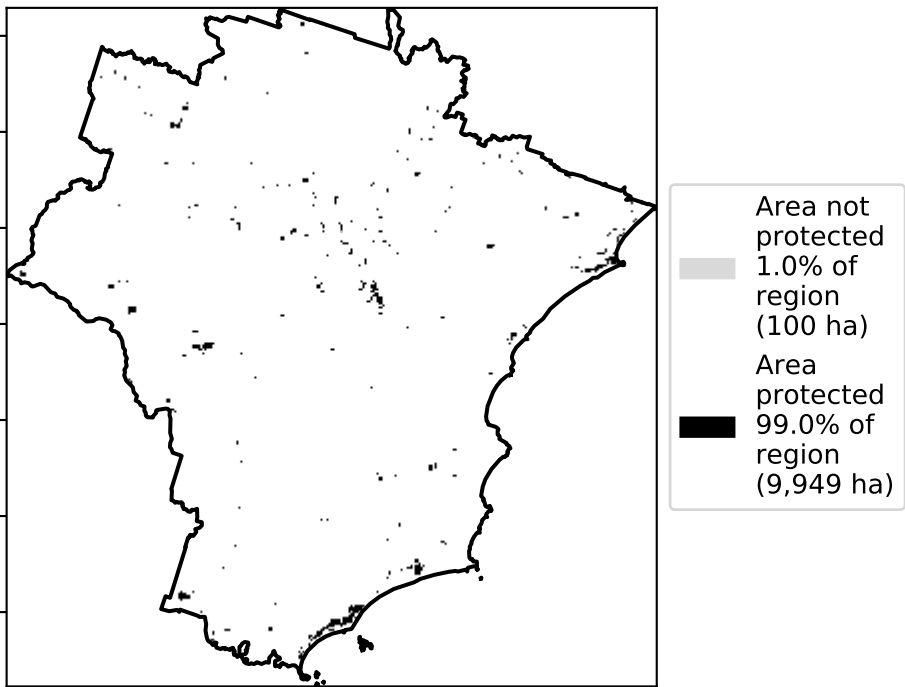 Area not
protected
1.0% of
region
(100 ha)
Area
protected
99.0% of
region
(9,949 ha)